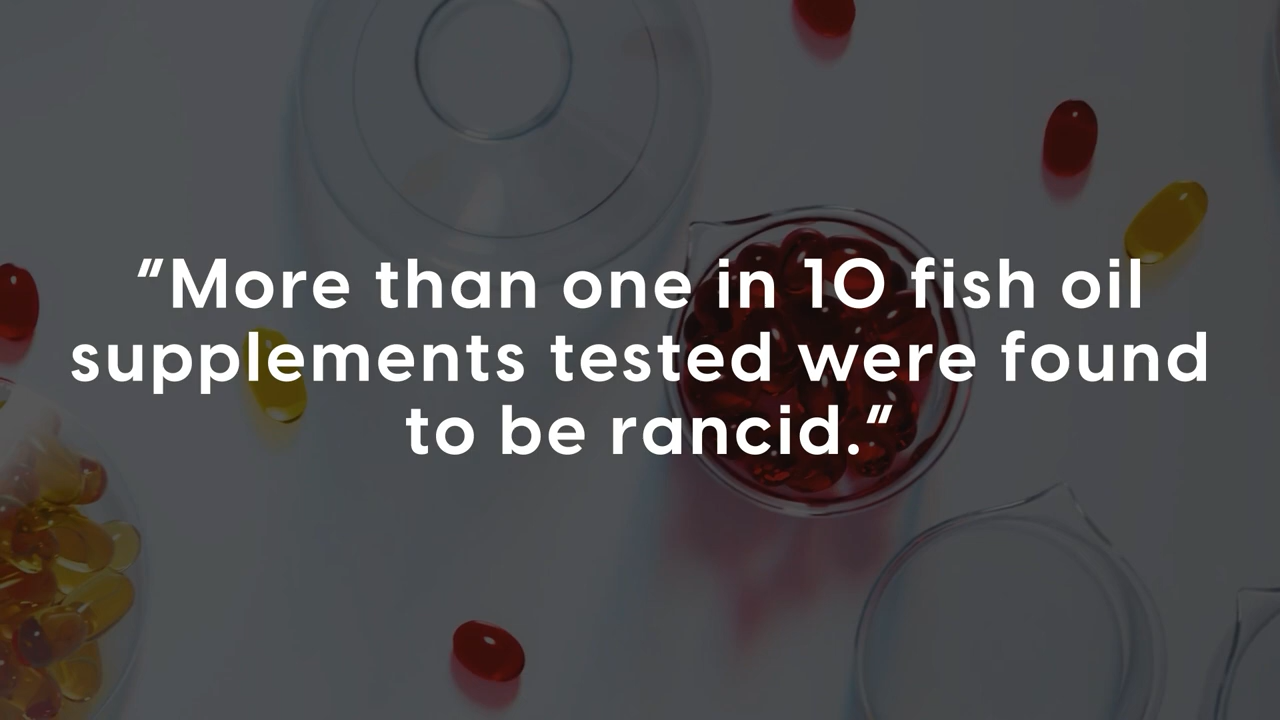 "More than one in 10 fish oil
supplements tested were found
to be rancid."